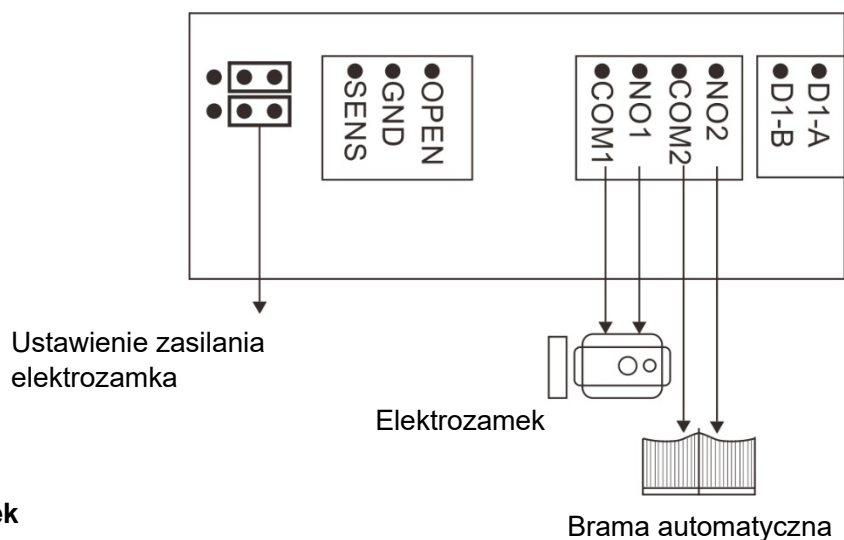 SENS
GND
OPEN
COM1
NO1
COM2
NO2
D1-B
D1-A
Ustawienie zasilania
elektrozamka
Elektrozamek
Brama automatyczna